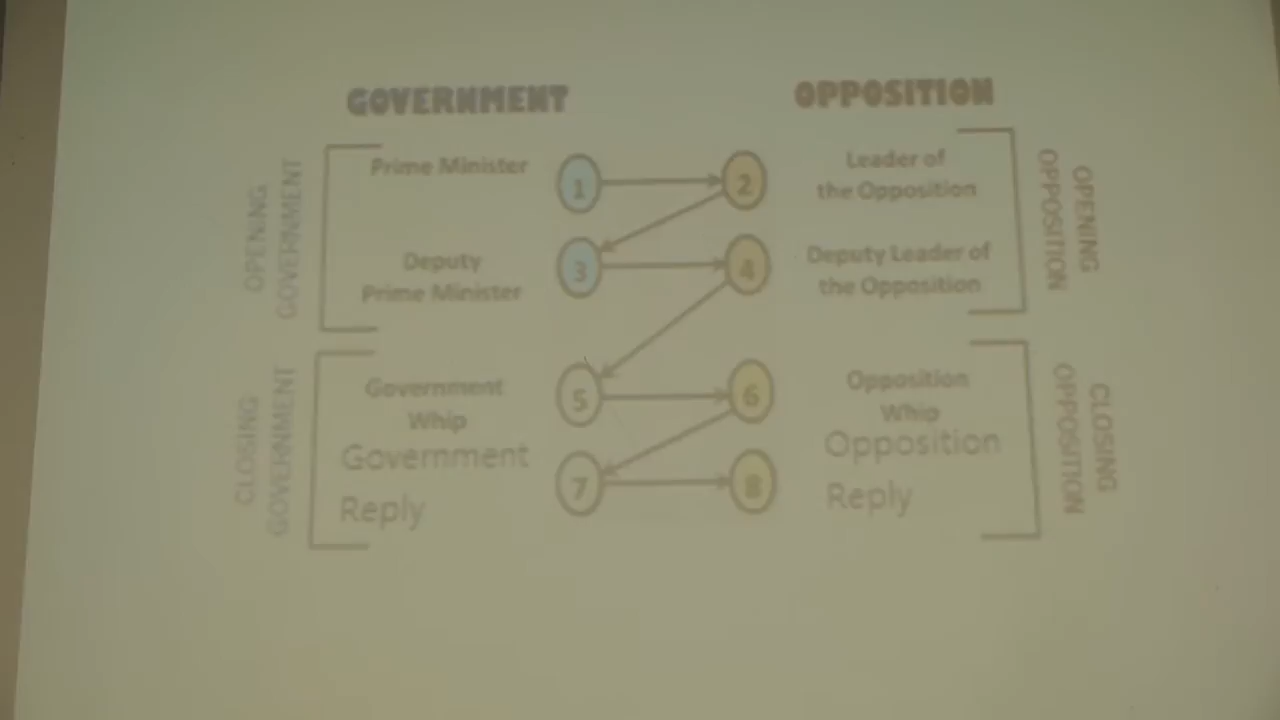 GOVERNMENT
OPPOSITION
OPENING
GOVERNMENT
Prime Minister
1
2
Leader of
the Opposition
OPENING
OPPOSITION
Deputy
Prime Minister
3
4
Deputy Leader of
the Opposition
CLOSING
GOVERNMENT
Government
Whip
5
6
Opposition
Whip
CLOSING
OPPOSITION
Government
Reply
7
8
Opposition
Reply